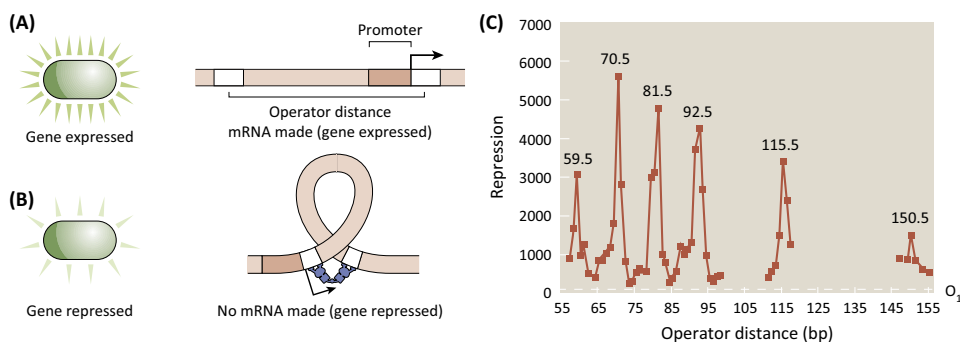 (A)
Gene expressed
Promoter
Operator distance
mRNA made (gene expressed)
(B)
Gene repressed
No mRNA made (gene repressed)
(C)
Repression
7000
6000
5000
4000
3000
2000
1000
0
59.5
70.5
81.5
92.5
115.5
150.5
O1
55 65 75 85 95 105 115 125 135 145 155
Operator distance (bp)